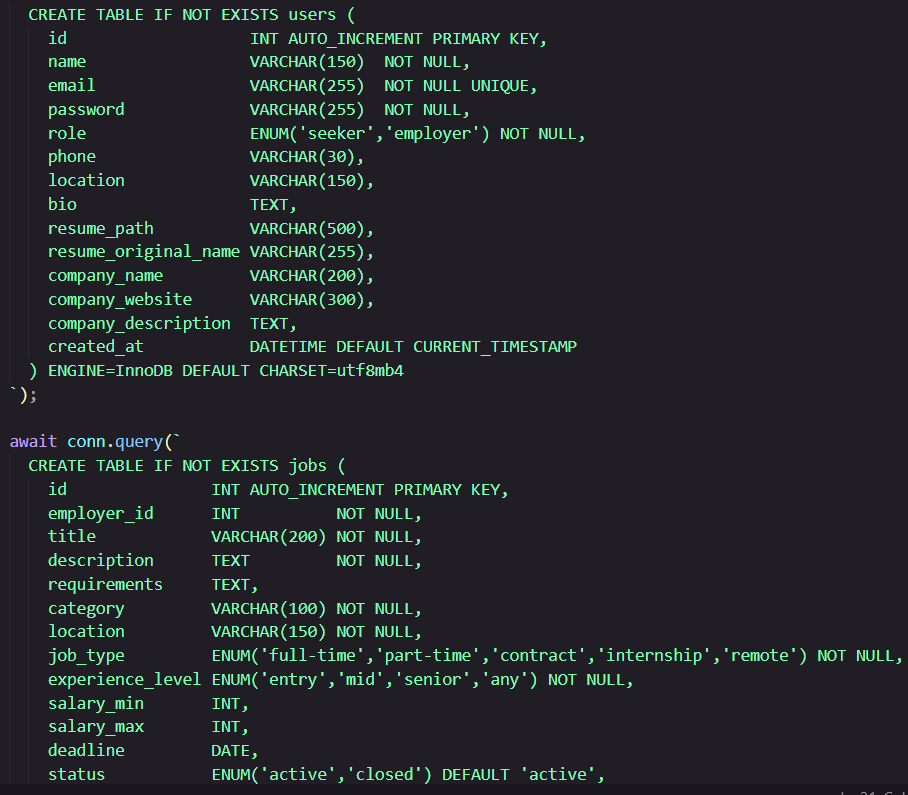 CREATE TABLE IF NOT EXISTS users (
id INT AUTO_INCREMENT PRIMARY KEY,
name VARCHAR(150) NOT NULL,
email VARCHAR(255) NOT NULL UNIQUE,
password VARCHAR(255) NOT NULL,
role ENUM('seeker','employer') NOT NULL,
phone VARCHAR(30),
location VARCHAR(150),
bio TEXT,
resume_path VARCHAR(500),
resume_original_name VARCHAR(255),
company_name VARCHAR(200),
company_website VARCHAR(300),
company_description TEXT,
created_at DATETIME DEFAULT CURRENT_TIMESTAMP
) ENGINE=InnoDB DEFAULT CHARSET=utf8mb4
`);
await conn.query(`
CREATE TABLE IF NOT EXISTS jobs (
id INT AUTO_INCREMENT PRIMARY KEY,
employer_id INT NOT NULL,
title VARCHAR(200) NOT NULL,
description TEXT NOT NULL,
requirements TEXT,
category VARCHAR(100) NOT NULL,
location VARCHAR(150) NOT NULL,
job_type ENUM('full-time','part-time','contract','internship','remote') NOT NULL,
experience_level ENUM('entry','mid','senior','any') NOT NULL,
salary_min INT,
salary_max INT,
deadline DATE,
status ENUM('active','closed') DEFAULT 'active',